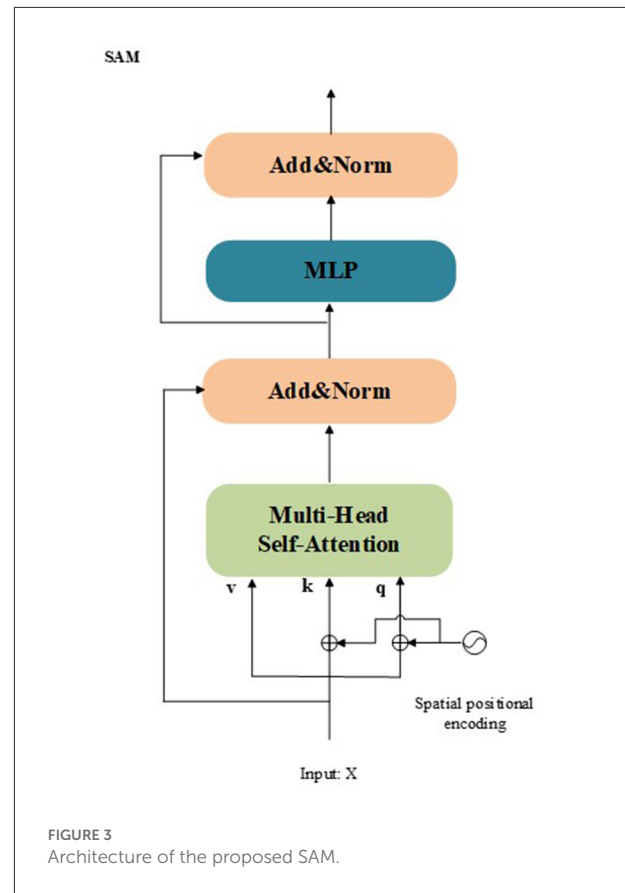 SAM
Add&Norm
MLP
Add&Norm
Multi-Head
Self-Attention
v k q
Spatial positional
encoding
Input: X
FIGURE 3
Architecture of the proposed SAM.